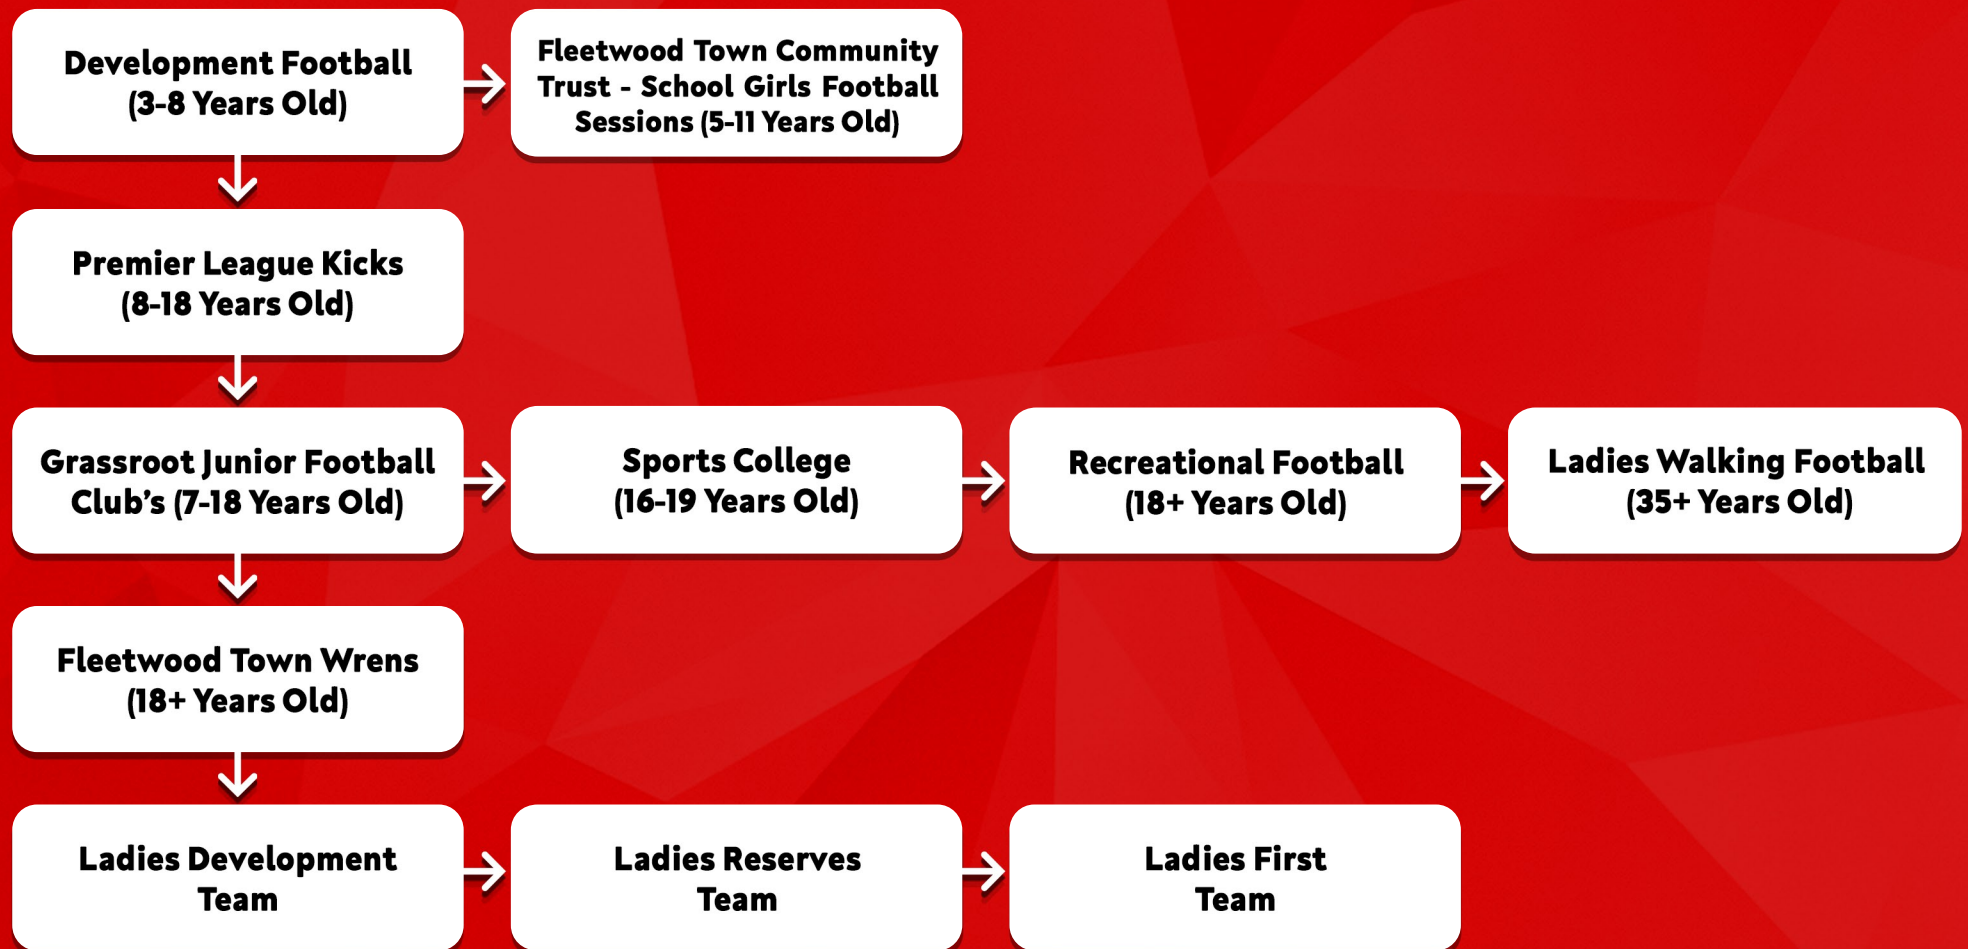 Development Football
(3-8 Years Old)
Fleetwood Town Community
Trust - School Girls Football
Sessions (5-11 Years Old)
Premier League Kicks
(8-18 Years Old)
Grassroot Junior Football
Club's (7-18 Years Old)
Sports College
(16-19 Years Old)
Recreational Football
(18+ Years Old)
Ladies Walking Football
(35+ Years Old)
Fleetwood Town Wrens
(18+ Years Old)
Ladies Development
Team
Ladies Reserves
Team
Ladies First
Team